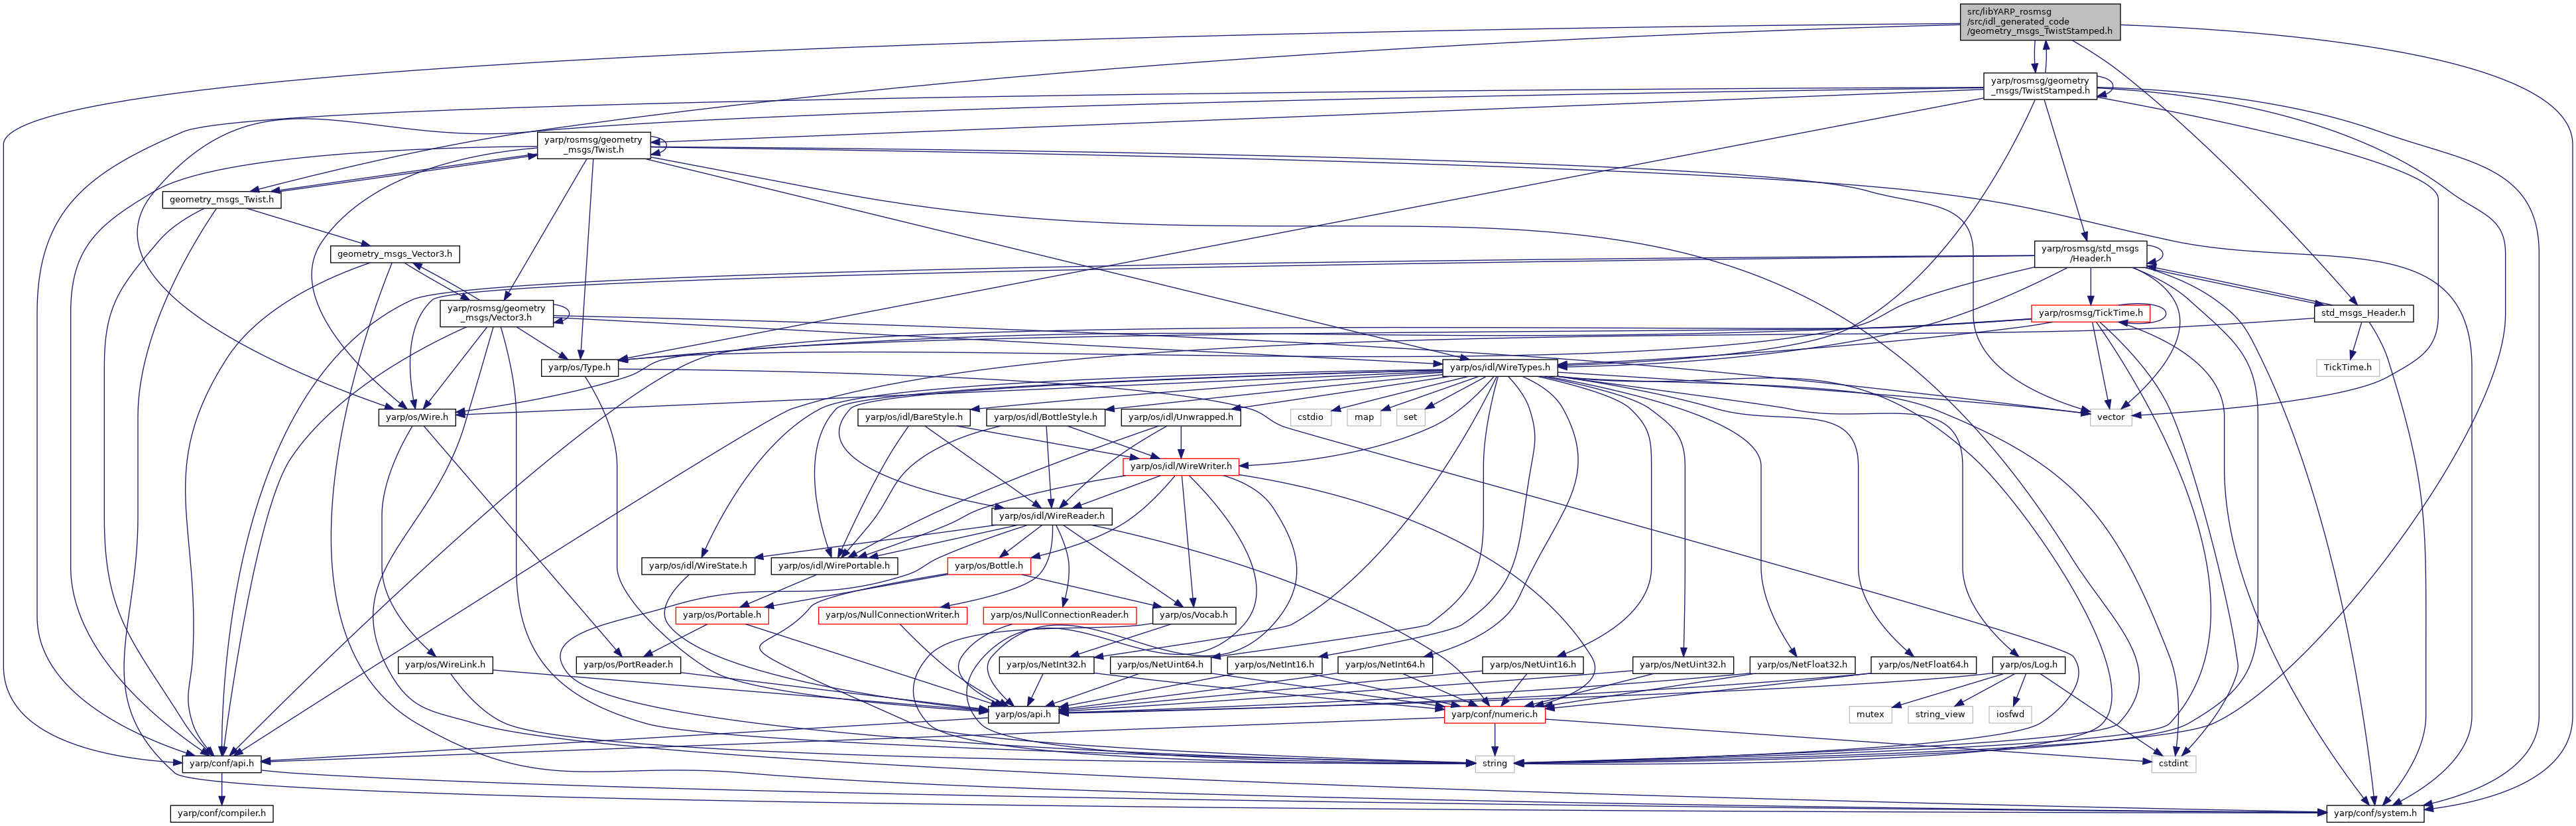 src/libYARP_rosmsg
/src/idl_generated_code
/geometry_msgs_TwistStamped.h
yarp/rosmsg/geometry
_msgs/TwistStamped.h
yarp/rosmsg/geometry
_msgs/Twist.h
geometry_msgs_Twist.h
geometry_msgs_Vector3.h
yarp/rosmsg/std_msgs
/Header.h
yarp/rosmsg/geometry
_msgs/Vector3.h
yarp/rosmsg/TickTime.h
std_msgs_Header.h
yarp/os/Type.h
yarp/os/idl/WireTypes.h
TickTime.h
yarp/os/Wire.h
yarp/os/idl/BareStyle.h
yarp/os/idl/BottleStyle.h
yarp/os/idl/Unwrapped.h
cstdio
map
set
vector
yarp/os/idl/WireWriter.h
yarp/os/idl/WireReader.h
yarp/os/idl/WireState.h
yarp/os/idl/WirePortable.h
yarp/os/Bottle.h
yarp/os/Portable.h
yarp/os/NullConnectionWriter.h
yarp/os/NullConnectionReader.h
yarp/os/Vocab.h
yarp/os/WireLink.h
yarp/os/PortReader.h
yarp/os/NetInt32.h
yarp/os/NetUint64.h
yarp/os/NetInt16.h
yarp/os/NetInt64.h
yarp/os/NetUint16.h
yarp/os/NetUint32.h
yarp/os/NetFloat32.h
yarp/os/NetFloat64.h
yarp/os/Log.h
yarp/os/api.h
yarp/conf/numeric.h
mutex
string_view
iosfwd
yarp/conf/api.h
string
cstdint
yarp/conf/compiler.h
yarp/conf/system.h